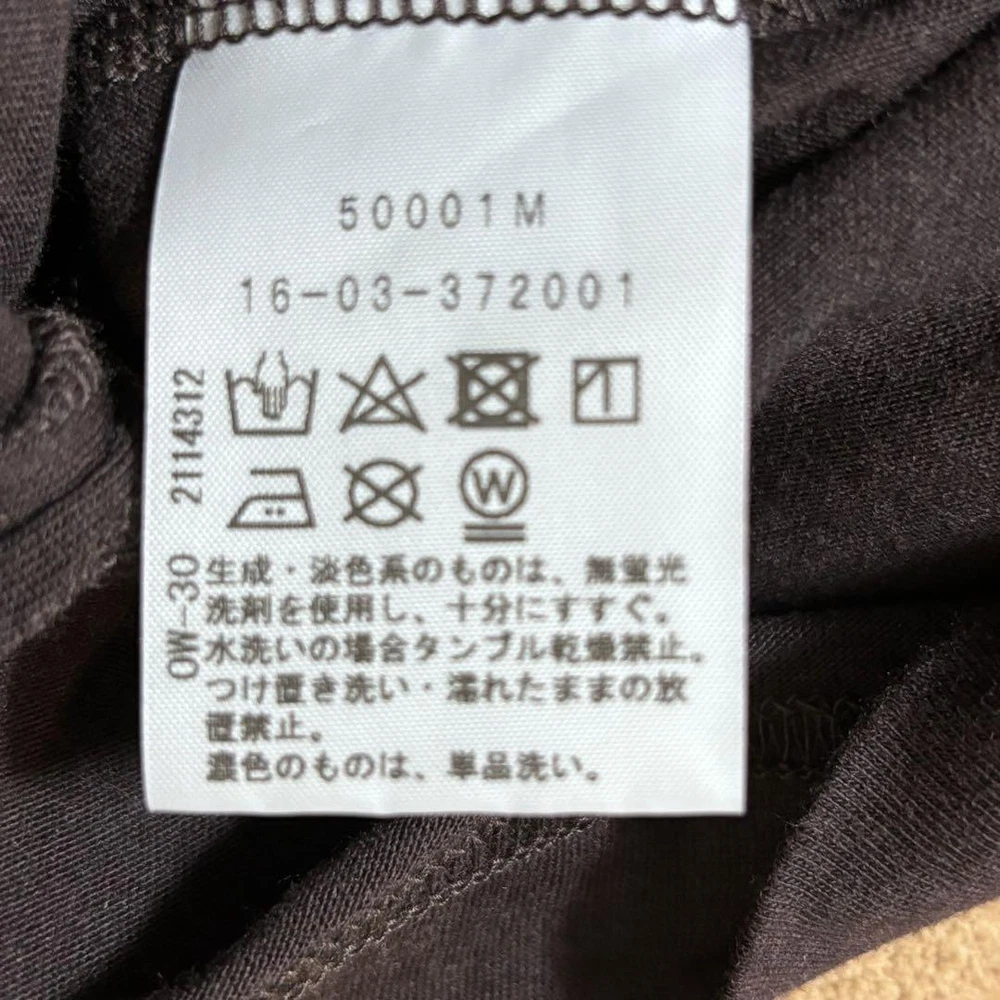 50001M
16-03-372001
W
生成・淡色系のものは、無蛍光
洗剤を使用し、十分にすすぐ。
水洗いの場合タンブル乾燥禁止。
つけ置き洗い・濡れたままの放
置禁止。
濃色のものは、単品洗い。
OW-30 2114312